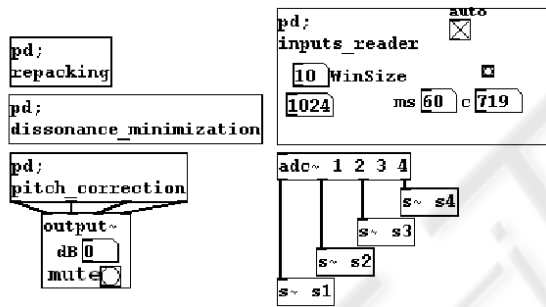 pd;
repacking
pd;
dissonance_minimization
pd;
pitch_correction
output~
dB 0
mute
pd;
auto
inputs_reader
10 WinSize
1024
ms 60 c 719
adc~ 1 2 3 4
s~ s4
s~ s3
s~ s2
s~ s1